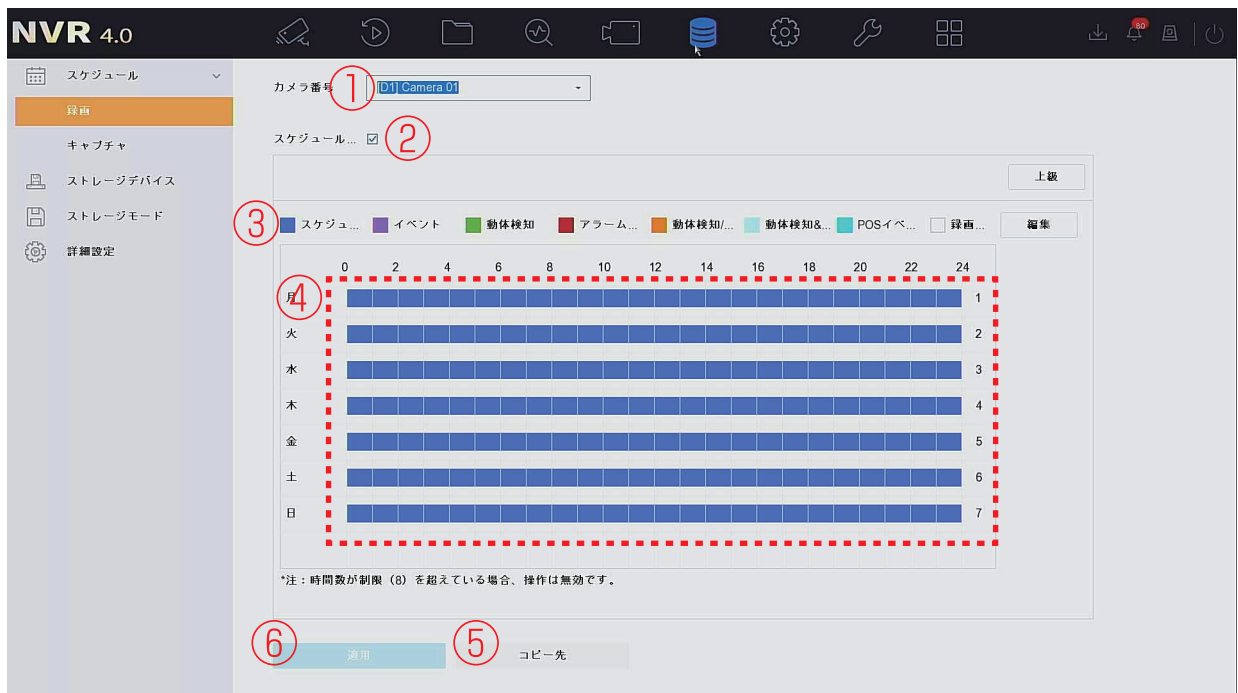 NVR 4.0
80
スケジュール
録画
キャプチャ
ストレージデバイス
ストレージモード
詳細設定
カメラ番号 ① [D1] Camera 01
スケジュール... ②
上級
③ スケジュ... イベント 動体検知 アラーム... 動体検知/... 動体検知&... POSイベ... 録画... 編集
0 2 4 6 8 10 12 14 16 18 20 22 24
④ 月 1
火 2
水 3
木 4
金 5
土 6
日 7
*注：時間数が制限（8）を超えている場合、操作は無効です。
⑥ 適用 ⑤ コピー先